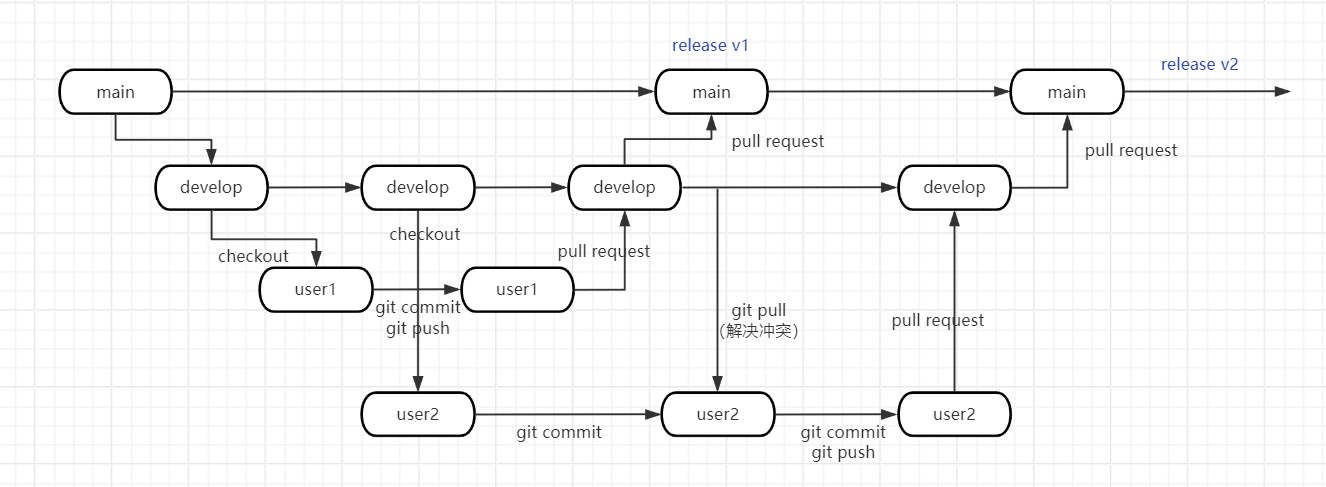 release v1
release v2
main
main
main
pull request
pull request
develop
develop
develop
develop
checkout
checkout
pull request
user1
user1
git commit
git push
git pull
（解决冲突）
pull request
user2
user2
user2
git commit
git commit
git push